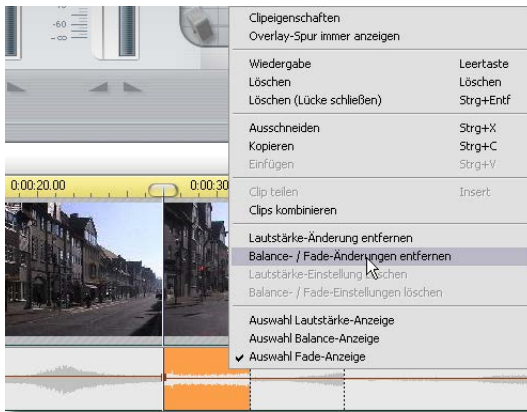 -60
-∞
Clipeigenschaften
Overlay-Spur immer anzeigen
Wiedergabe Leertaste
Löschen Löschen
Löschen (Lücke schließen) Strg+Entf
Ausschneiden Strg+X
Kopieren Strg+C
Einfügen Strg+V
Clip teilen Insert
Clips kombinieren
0:00:20.00 0:00:30
Lautstärke-Änderung entfernen
Balance- / Fade-Änderungen entfernen
Lautstärke-Einstellung löschen
Balance- / Fade-Einstellungen löschen
Auswahl Lautstärke-Anzeige
Auswahl Balance-Anzeige
Auswahl Fade-Anzeige